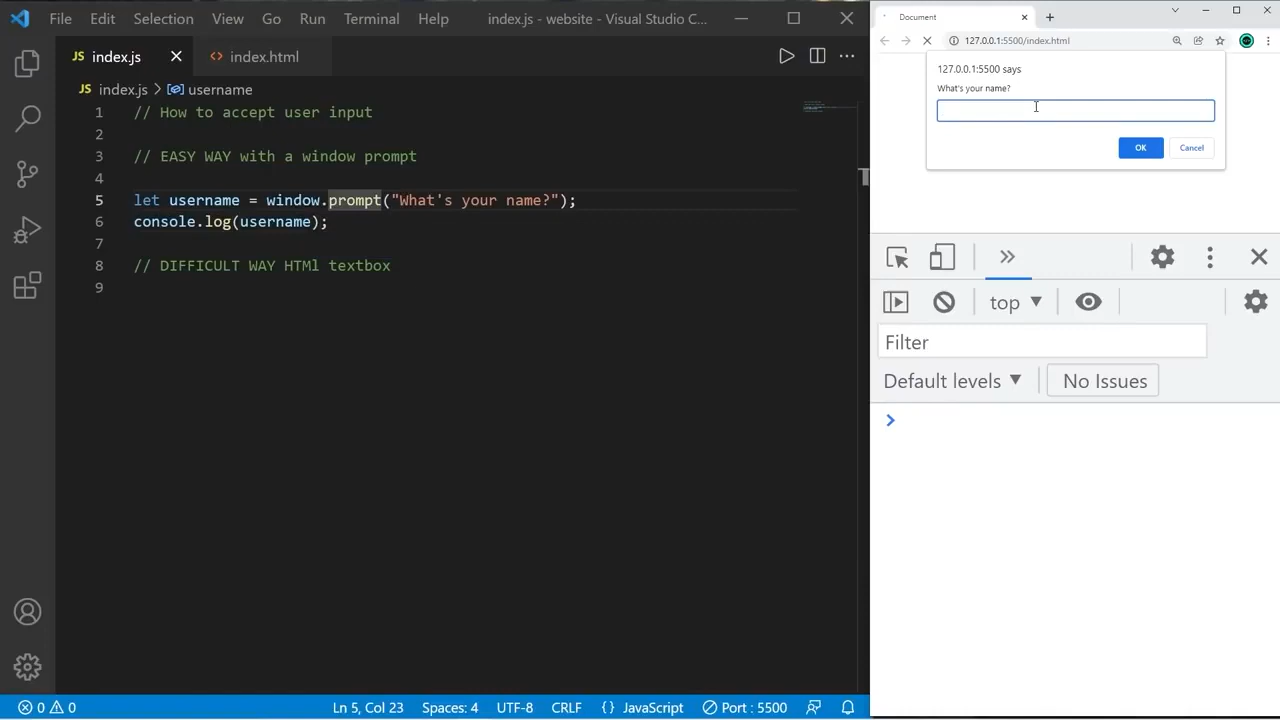 File Edit Selection View Go Run Terminal Help index.js - website - Visual Studio C...
JS index.js
<> index.html
JS index.js > username
1 // How to accept user input
2
3 // EASY WAY with a window prompt
4
5 let username = window.prompt("What's your name?");
6 console.log(username);
7
8 // DIFFICULT WAY HTMl textbox
9
0 0 Ln 5, Col 23 Spaces: 4 UTF-8 CRLF {} JavaScript Port : 5500
Document
127.0.0.1:5500/index.html
127.0.0.1:5500 says
What's your name?
OK Cancel
top
Filter
Default levels No Issues